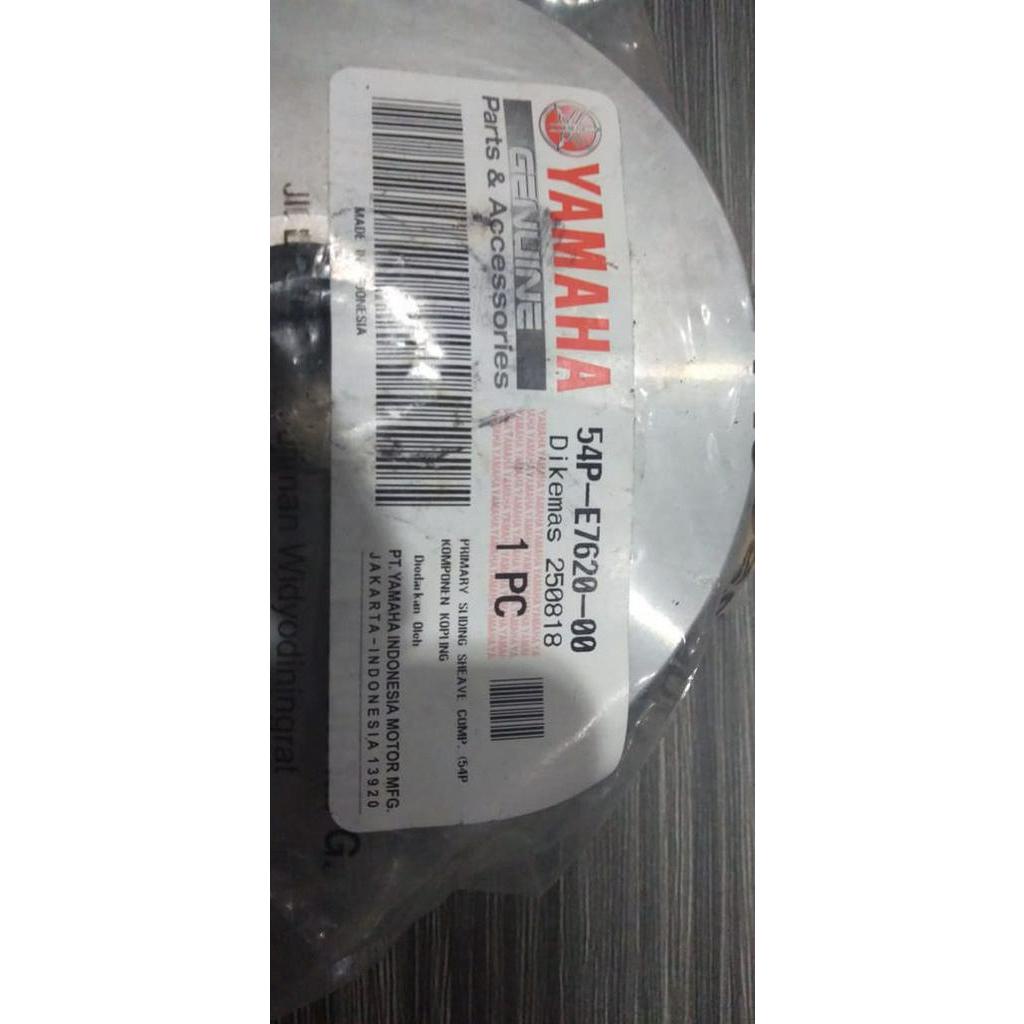 YAMAHA
GENUINE
Parts & Accessories
54P-E7620-00
Dikemas 250818
1 PC
MADE IN INDONESIA
PRIMARY SLIDING SHEAVE COMP. (54P
KOMPONEN KOPLING
Diedarkan Oleh
PT. YAMAHA INDONESIA MOTOR MFG.
JAKARTA-INDONESIA 13920
Widyodiningrat